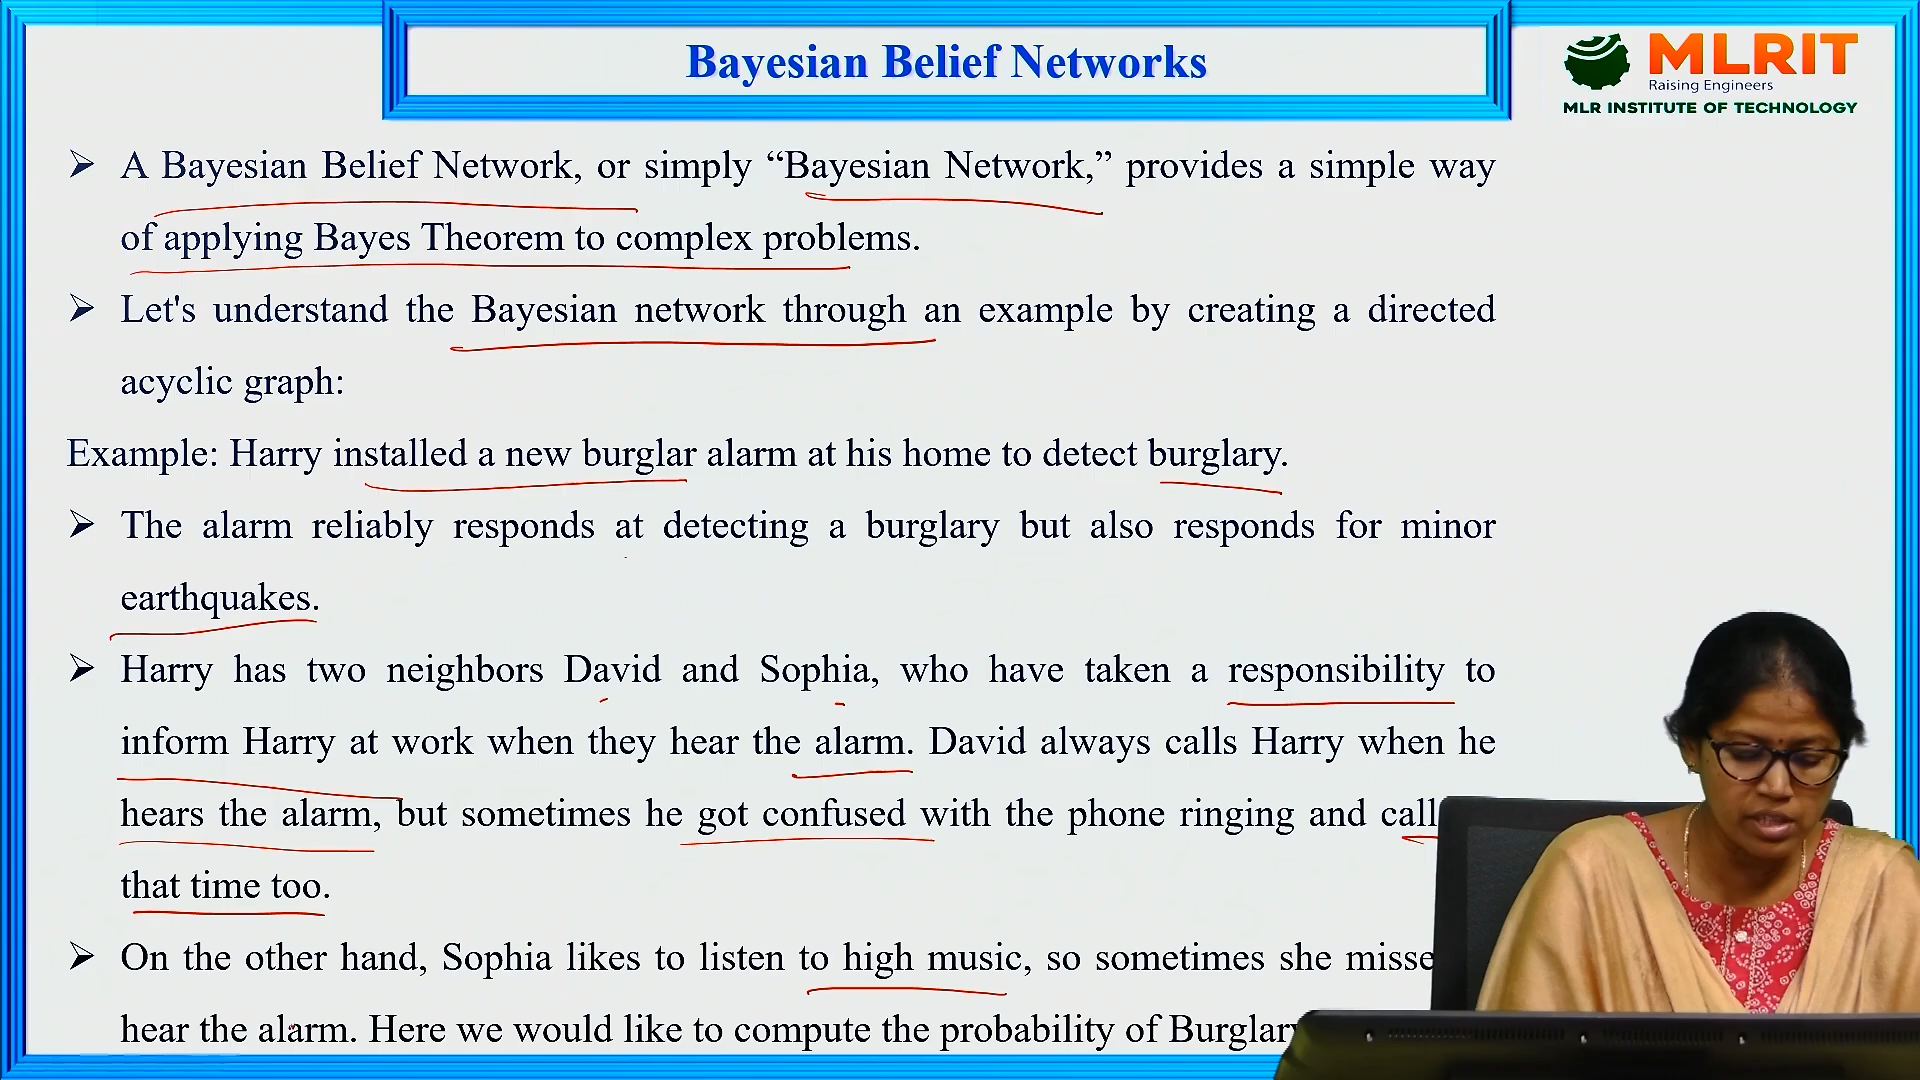 Bayesian Belief Networks
MLRIT
Raising Engineers
MLR INSTITUTE OF TECHNOLOGY
➢ A Bayesian Belief Network, or simply “Bayesian Network,” provides a simple way
of applying Bayes Theorem to complex problems.
➢ Let's understand the Bayesian network through an example by creating a directed
acyclic graph:
Example: Harry installed a new burglar alarm at his home to detect burglary.
➢ The alarm reliably responds at detecting a burglary but also responds for minor
earthquakes.
➢ Harry has two neighbors David and Sophia, who have taken a responsibility to
inform Harry at work when they hear the alarm. David always calls Harry when he
hears the alarm, but sometimes he got confused with the phone ringing and
that time too.
➢ On the other hand, Sophia likes to listen to high music, so sometimes she
hear the alarm. Here we would like to compute the probability of